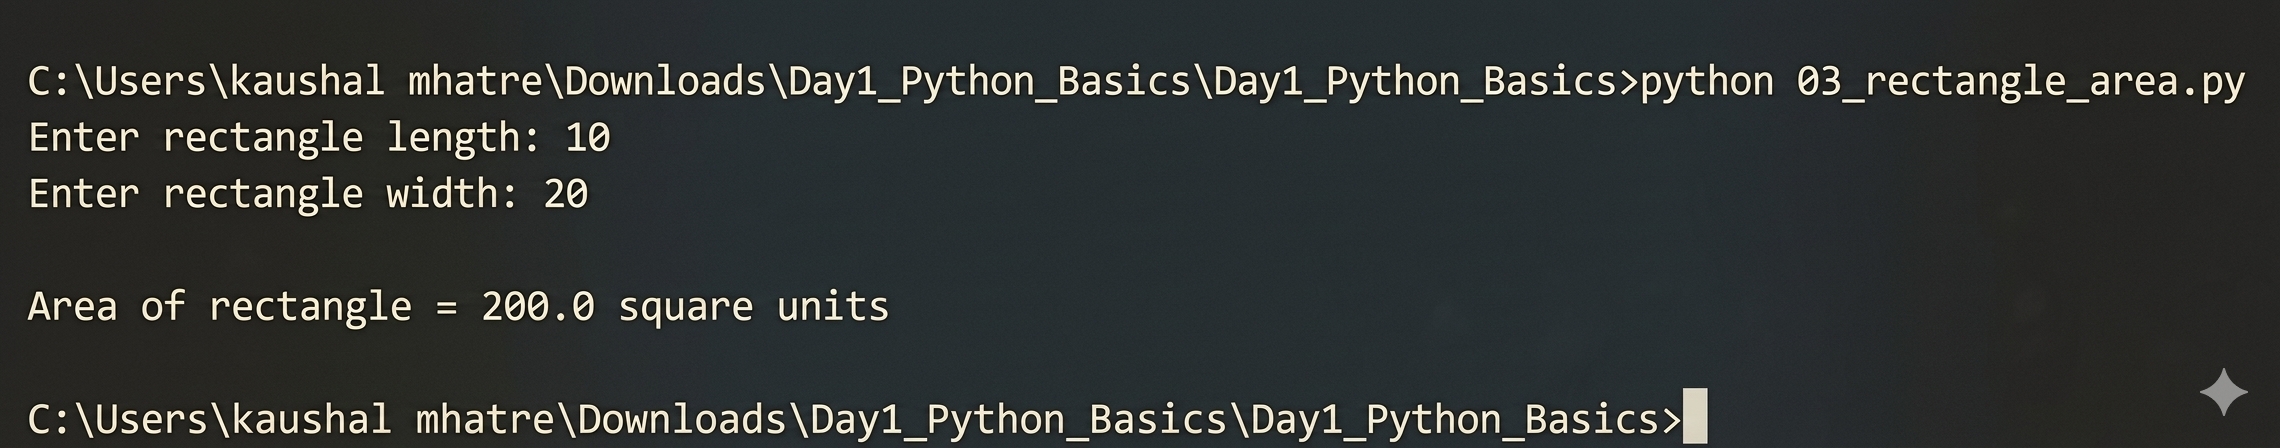 C:\Users\kaushal mhatre\Downloads\Day1_Python_Basics\Day1_Python_Basics>python 03_rectangle_area.py
Enter rectangle length: 10
Enter rectangle width: 20
Area of rectangle = 200.0 square units
C:\Users\kaushal mhatre\Downloads\Day1_Python_Basics\Day1_Python_Basics>